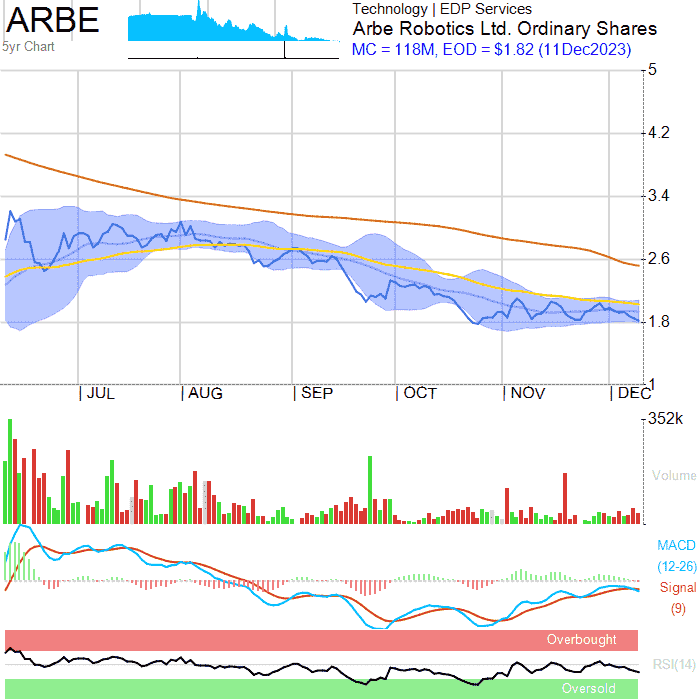 ARBE
5yr Chart
Technology | EDP Services
Arbe Robotics Ltd. Ordinary Shares
MC = 118M, EOD = $1.82 (11Dec2023)
5
4.2
3.4
2.6
1.8
1
JUL AUG SEP OCT NOV DEC
352k
Volume
MACD
(12-26)
Signal
(9)
Overbought
RSI(14)
Oversold